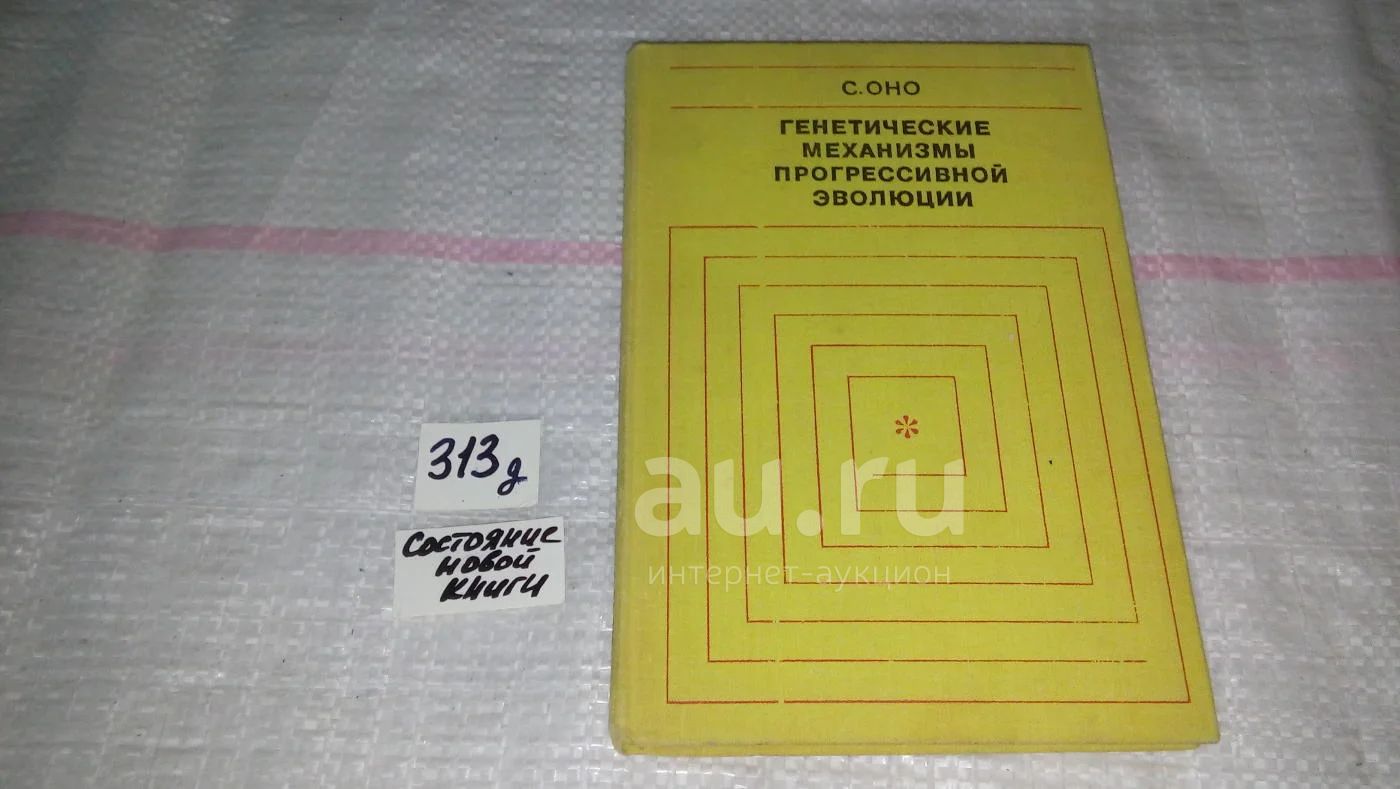 С. ОНО
ГЕНЕТИЧЕСКИЕ
МЕХАНИЗМЫ
ПРОГРЕССИВНОЙ
ЭВОЛЮЦИИ
313д
Состояние
новой
книги
au.ru
интернет-аукцион